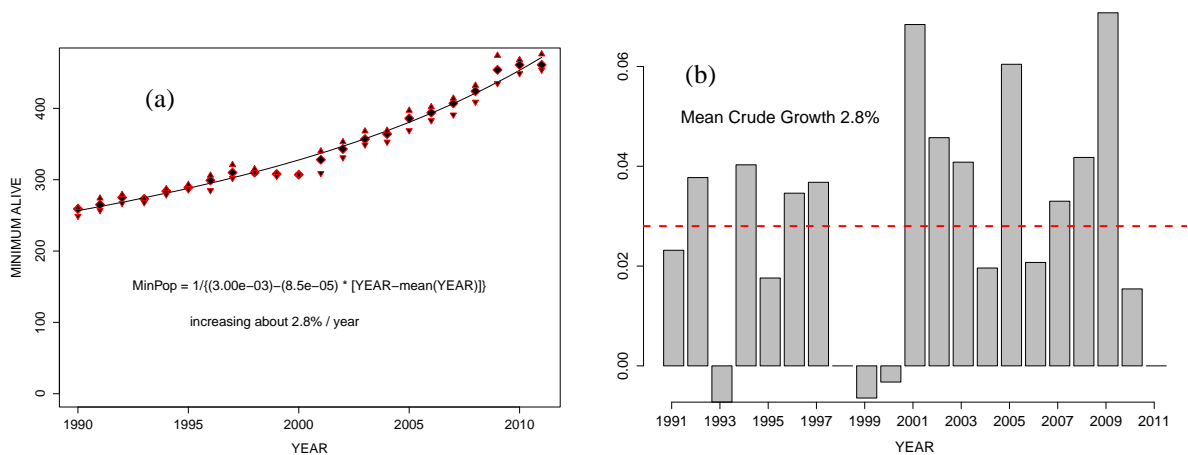 (a)
MINIMUM ALIVE
400
300
200
100
0
MinPop = 1/{(3.00e−03)−(8.5e−05) * [YEAR−mean(YEAR)]}
increasing about 2.8% / year
1990 1995 2000 2005 2010
YEAR
(b)
Mean Crude Growth 2.8%
0.06
0.04
0.02
0.00
1991 1993 1995 1997 1999 2001 2003 2005 2007 2009 2011
YEAR